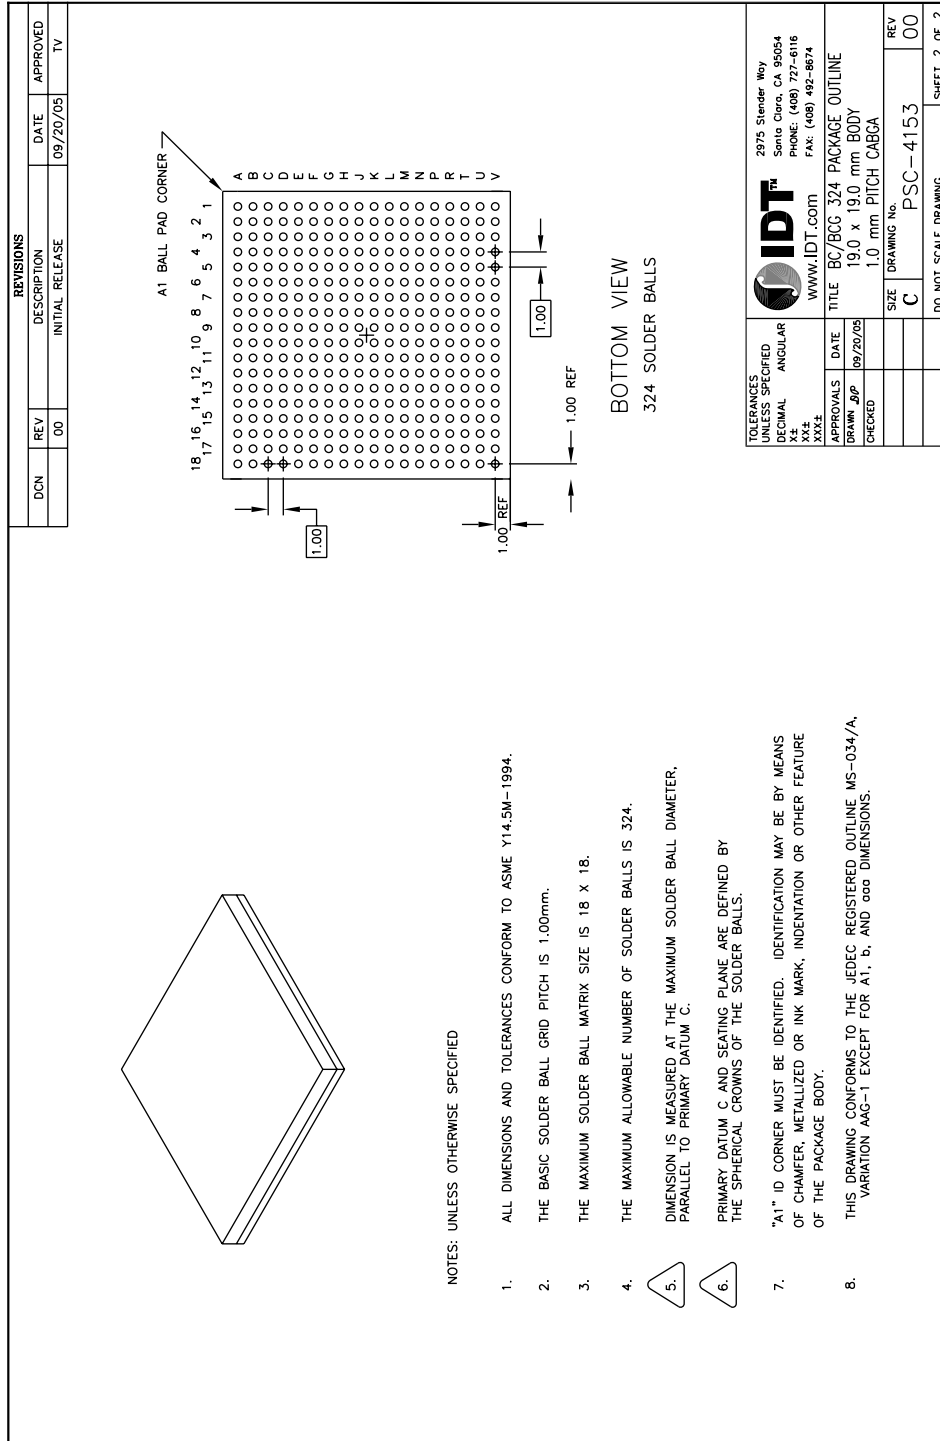 REVISIONS
DCN REV DESCRIPTION DATE APPROVED
00 INITIAL RELEASE 09/20/05 TV
A1 BALL PAD CORNER
18 17 16 15 14 13 12 11 10 9 8 7 6 5 4 3 2 1
A
B
C
D
E
F
G
H
J
K
L
M
N
P
R
T
U
V
1.00
1.00 REF
1.00
1.00 REF
BOTTOM VIEW
324 SOLDER BALLS
NOTES: UNLESS OTHERWISE SPECIFIED
1. ALL DIMENSIONS AND TOLERANCES CONFORM TO ASME Y14.5M-1994.
2. THE BASIC SOLDER BALL GRID PITCH IS 1.00mm.
3. THE MAXIMUM SOLDER BALL MATRIX SIZE IS 18 X 18.
4. THE MAXIMUM ALLOWABLE NUMBER OF SOLDER BALLS IS 324.
5. DIMENSION IS MEASURED AT THE MAXIMUM SOLDER BALL DIAMETER,
PARALLEL TO PRIMARY DATUM C.
6. PRIMARY DATUM C AND SEATING PLANE ARE DEFINED BY
THE SPHERICAL CROWNS OF THE SOLDER BALLS.
7. "A1" ID CORNER MUST BE IDENTIFIED. IDENTIFICATION MAY BE BY MEANS
OF CHAMFER, METALLIZED OR INK MARK, INDENTATION OR OTHER FEATURE
OF THE PACKAGE BODY.
8. THIS DRAWING CONFORMS TO THE JEDEC REGISTERED OUTLINE MS-034/A,
VARIATION AAG-1 EXCEPT FOR A1, b, AND aaa DIMENSIONS.
TOLERANCES
UNLESS SPECIFIED
DECIMAL ANGULAR
X±
XX±
XXX±
APPROVALS DATE
DRAWN 09/20/05
CHECKED
IDT™
www.IDT.com
2975 Stender Way
Santa Clara, CA 95054
PHONE: (408) 727-6116
FAX: (408) 492-8674
TITLE BC/BCG 324 PACKAGE OUTLINE
19.0 x 19.0 mm BODY
1.0 mm PITCH CABGA
SIZE C
DRAWING No. PSC-4153
REV 00
DO NOT SCALE DRAWING SHEET 2 OF 2